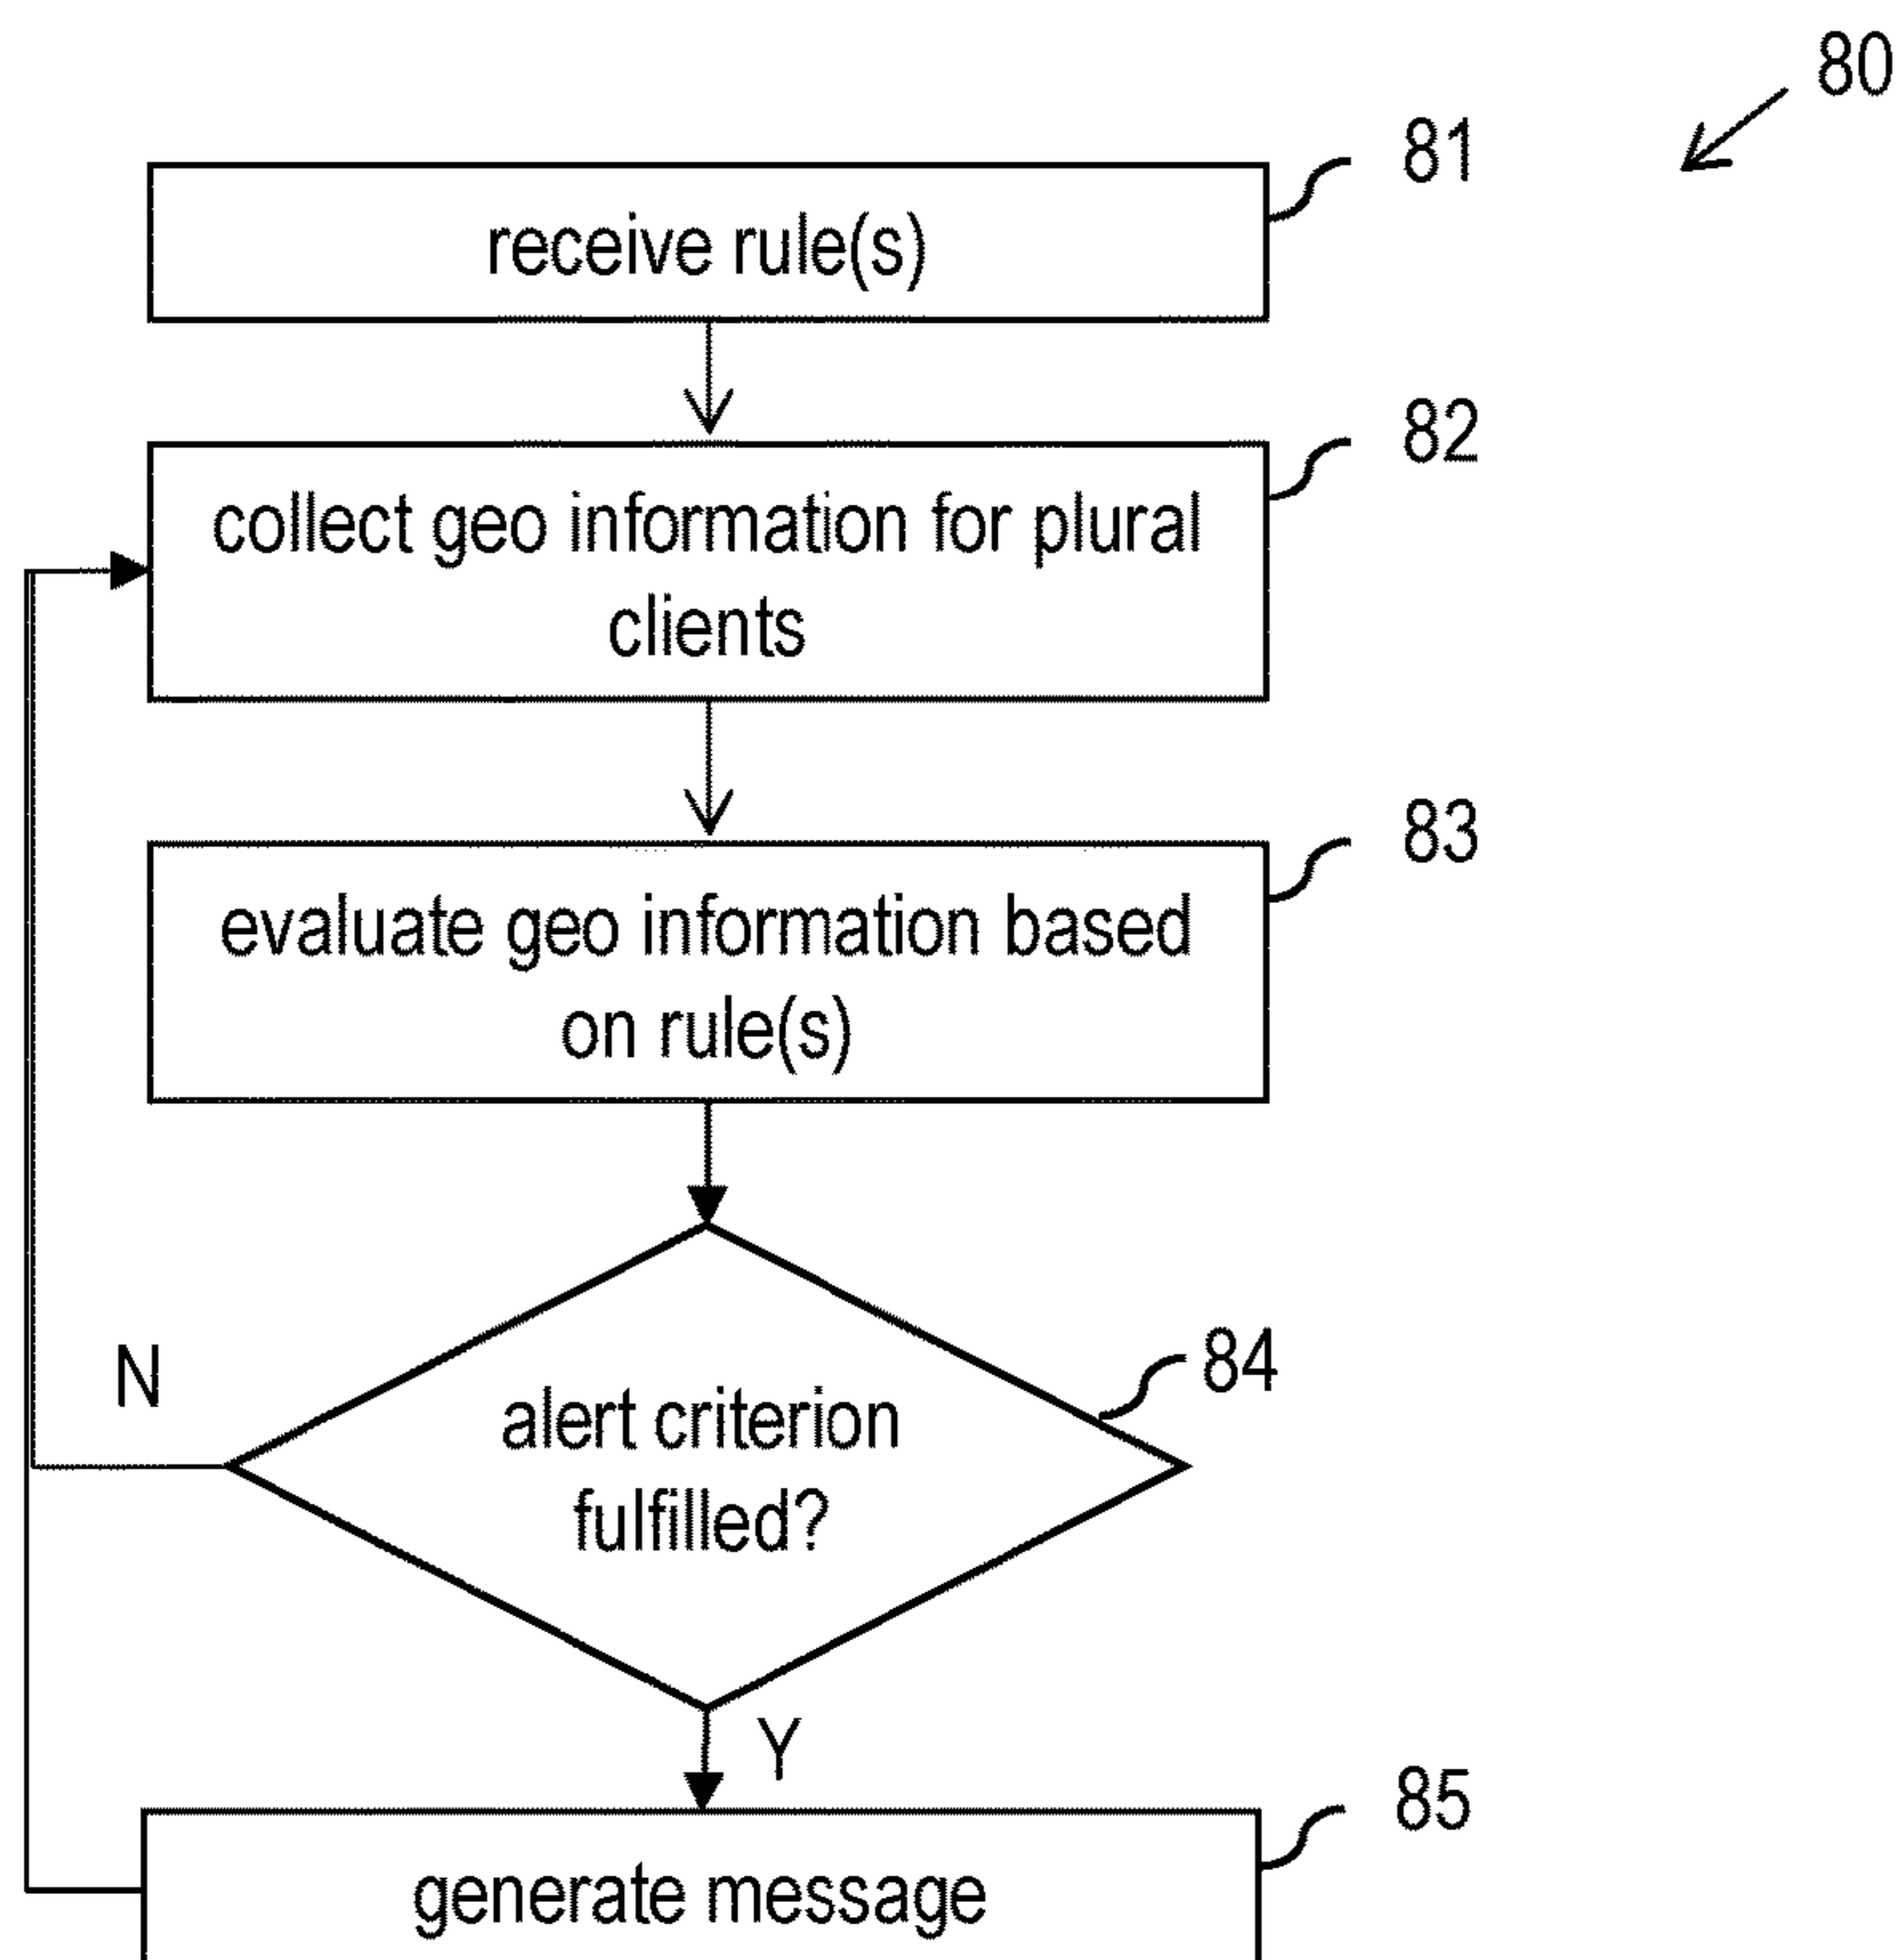 80
81
receive rule(s)
82
collect geo information for plural
clients
83
evaluate geo information based
on rule(s)
84
N
alert criterion
fulfilled?
Y
85
generate message